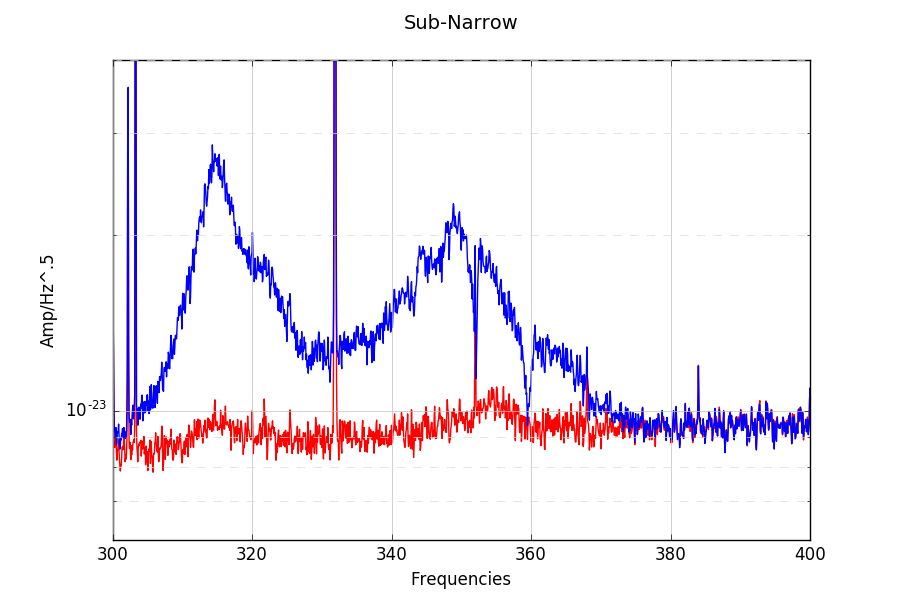 Sub-Narrow
Amp/Hz^.5
10^-23
300 320 340 360 380 400
Frequencies